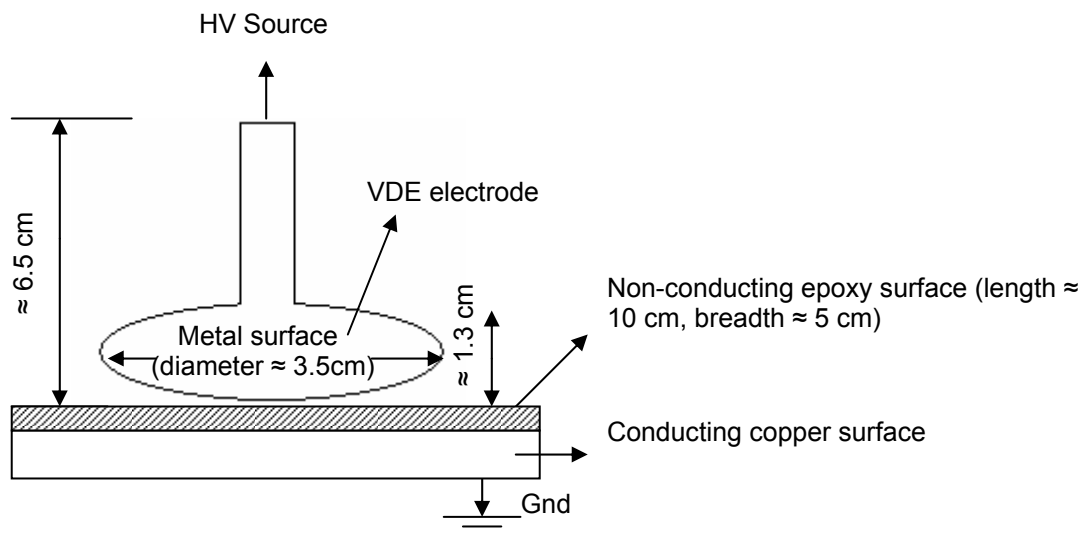 HV Source
VDE electrode
≈ 6.5 cm
Metal surface
(diameter ≈ 3.5cm)
≈ 1.3 cm
Non-conducting epoxy surface (length ≈
10 cm, breadth ≈ 5 cm)
Conducting copper surface
Gnd